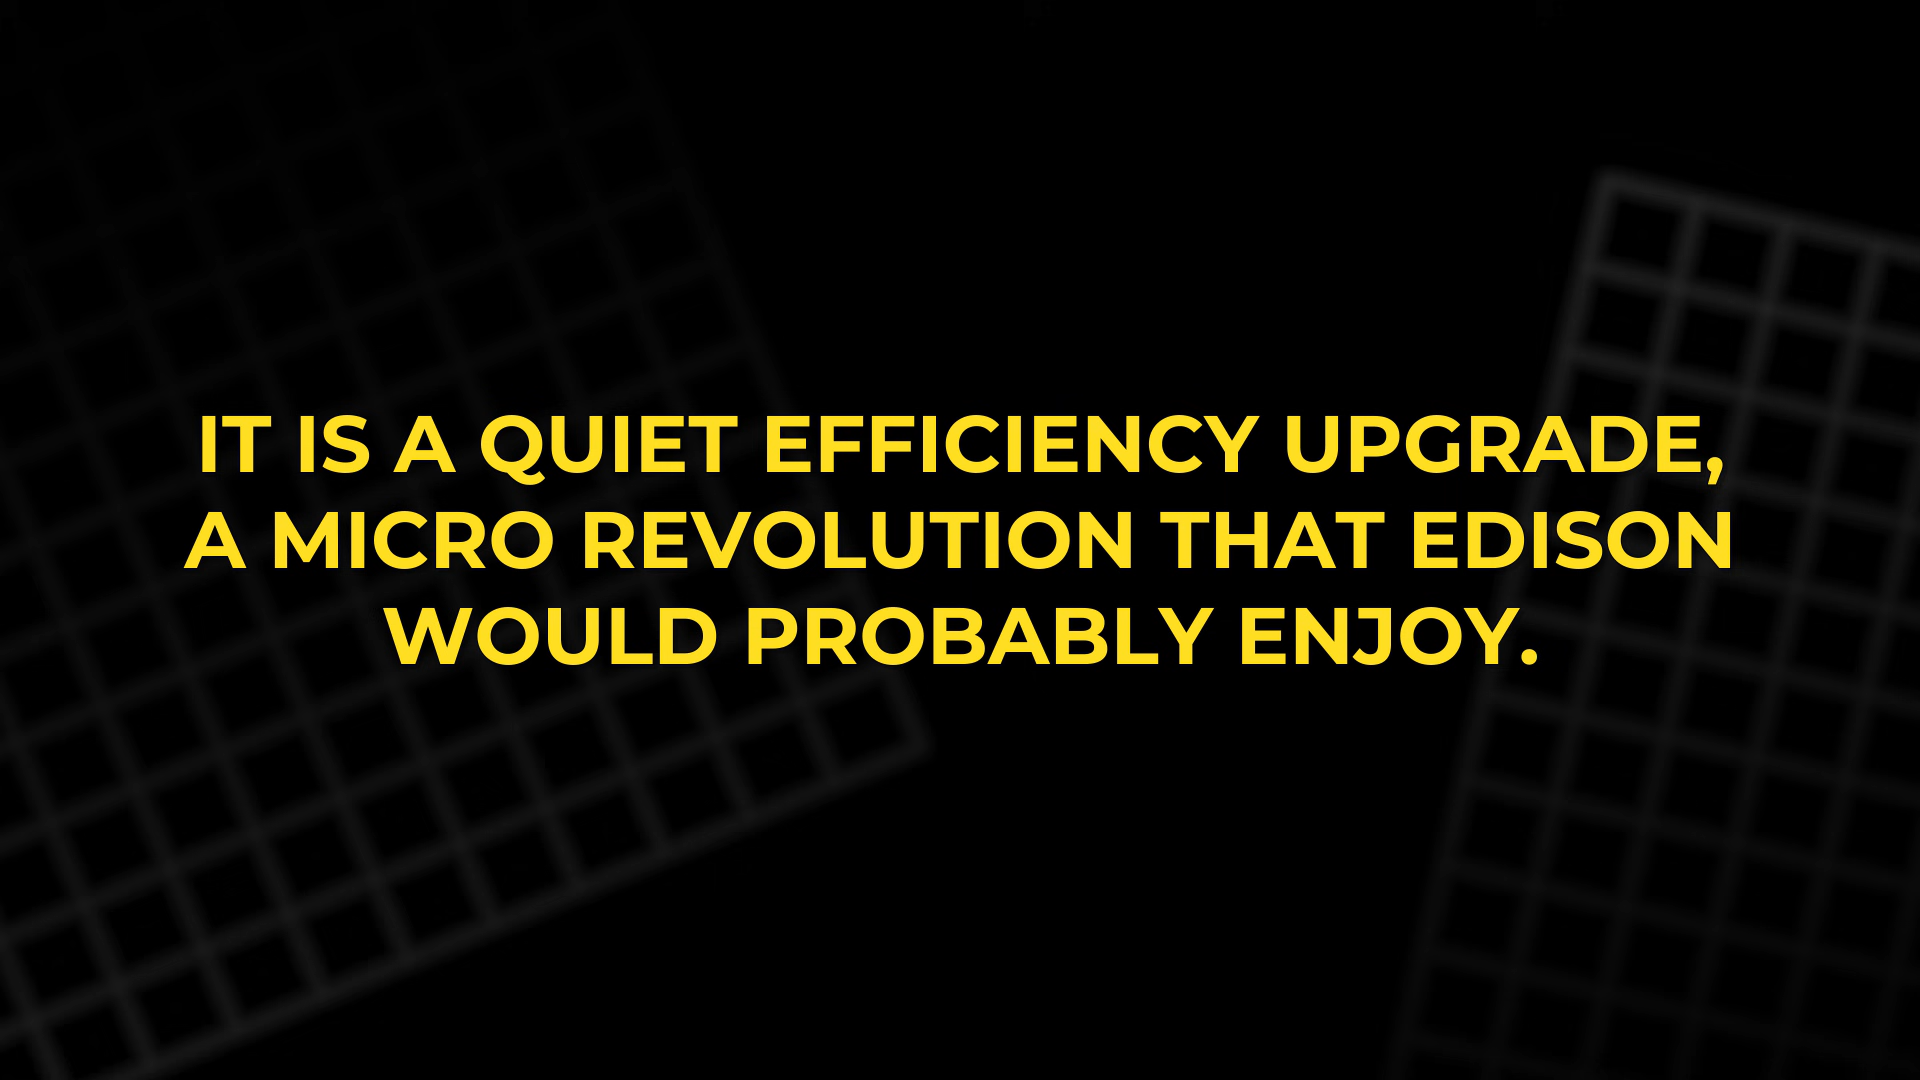 IT IS A QUIET EFFICIENCY UPGRADE,
A MICRO REVOLUTION THAT EDISON
WOULD PROBABLY ENJOY.